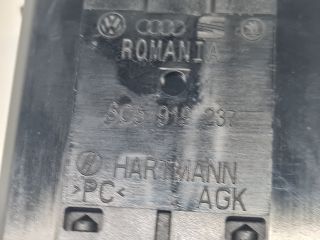 ROMANIA
919 237
HARTMANN
>PC< AGK